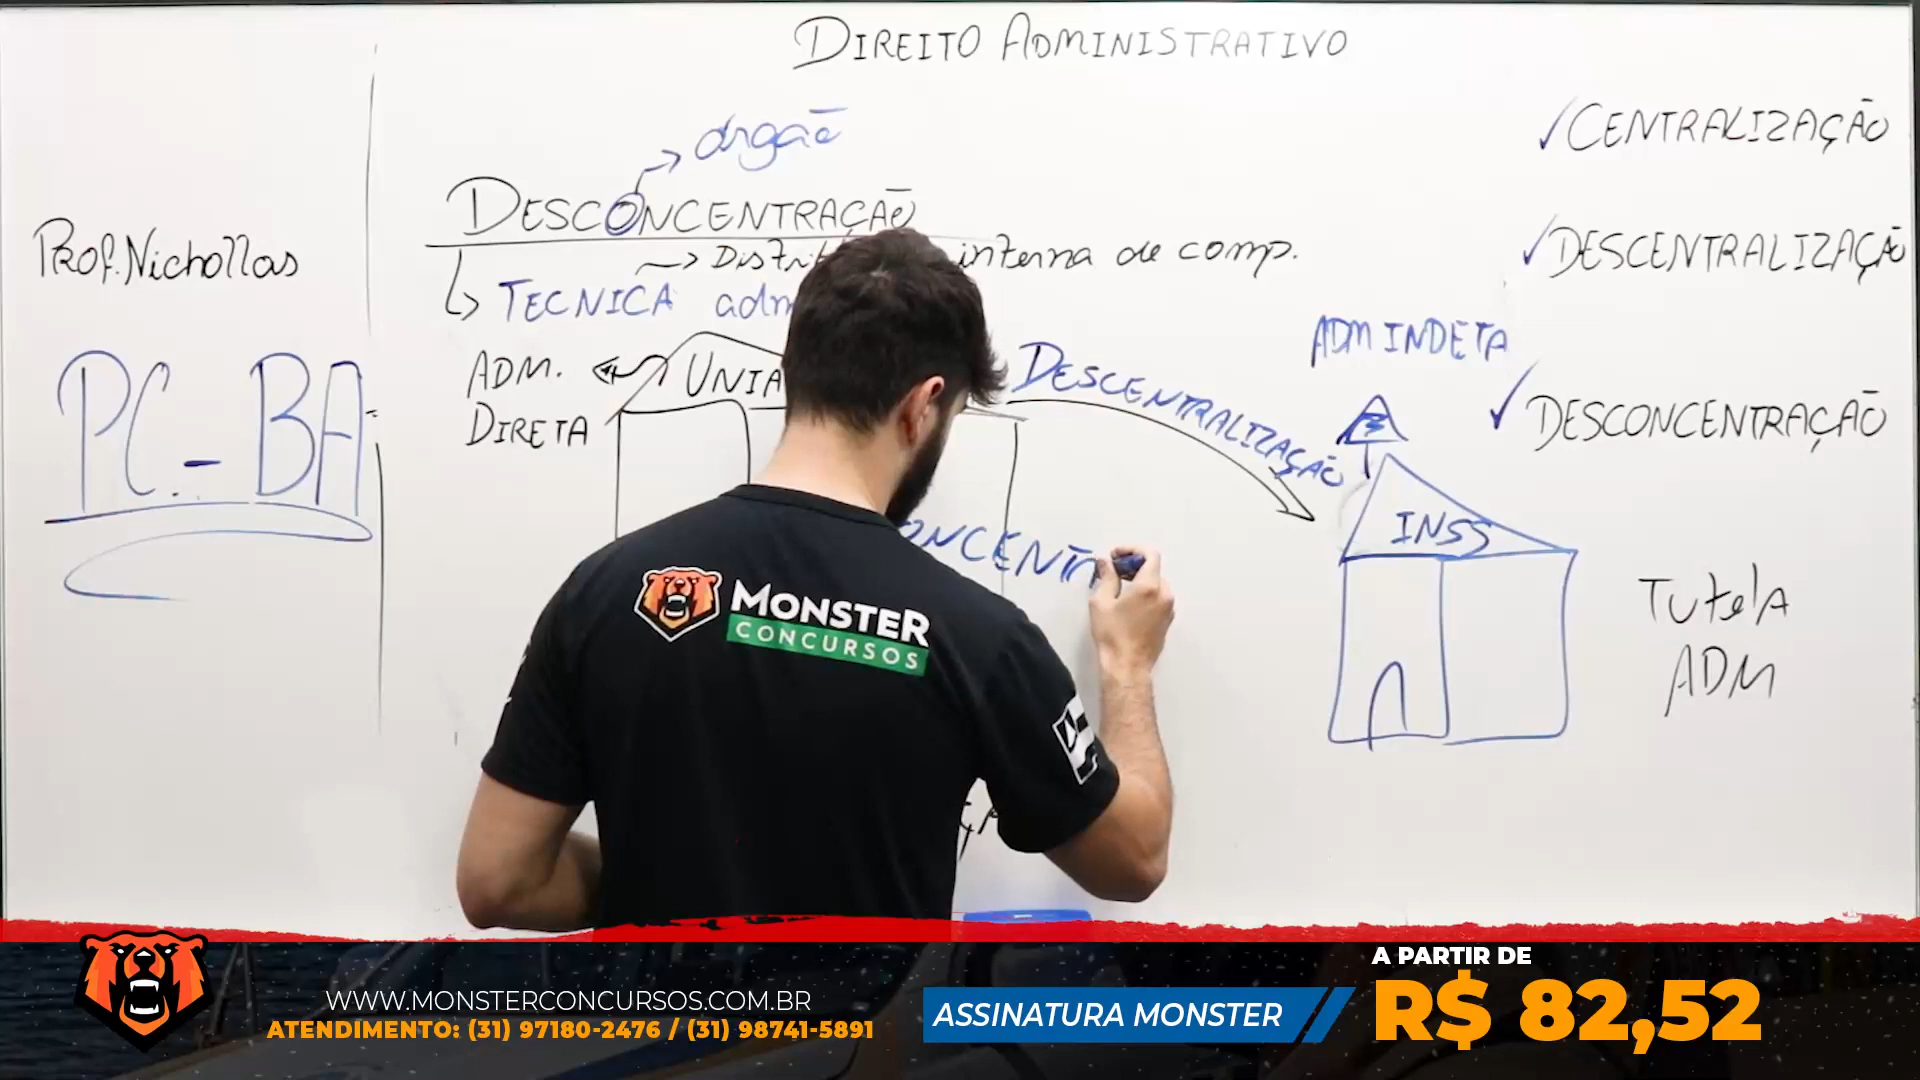 DIREITO ADMINISTRATIVO
órgão
DESCONCENTRAÇÃO
interna de comp.
TECNICA adm
ADM.
DIRETA
UNIA
DESCENTRALIZAÇÃO
ONCENTR
Prof. Nichollas
PC-BA
✓CENTRALIZAÇÃO
✓DESCENTRALIZAÇÃO
ADM INDETA
✓DESCONCENTRAÇÃO
INSS
TutelA
ADM
MONSTER
CONCURSOS
WWW.MONSTERCONCURSOS.COM.BR
ATENDIMENTO: (31) 97180-2476 / (31) 98741-5891
ASSINATURA MONSTER
A PARTIR DE
R$ 82,52